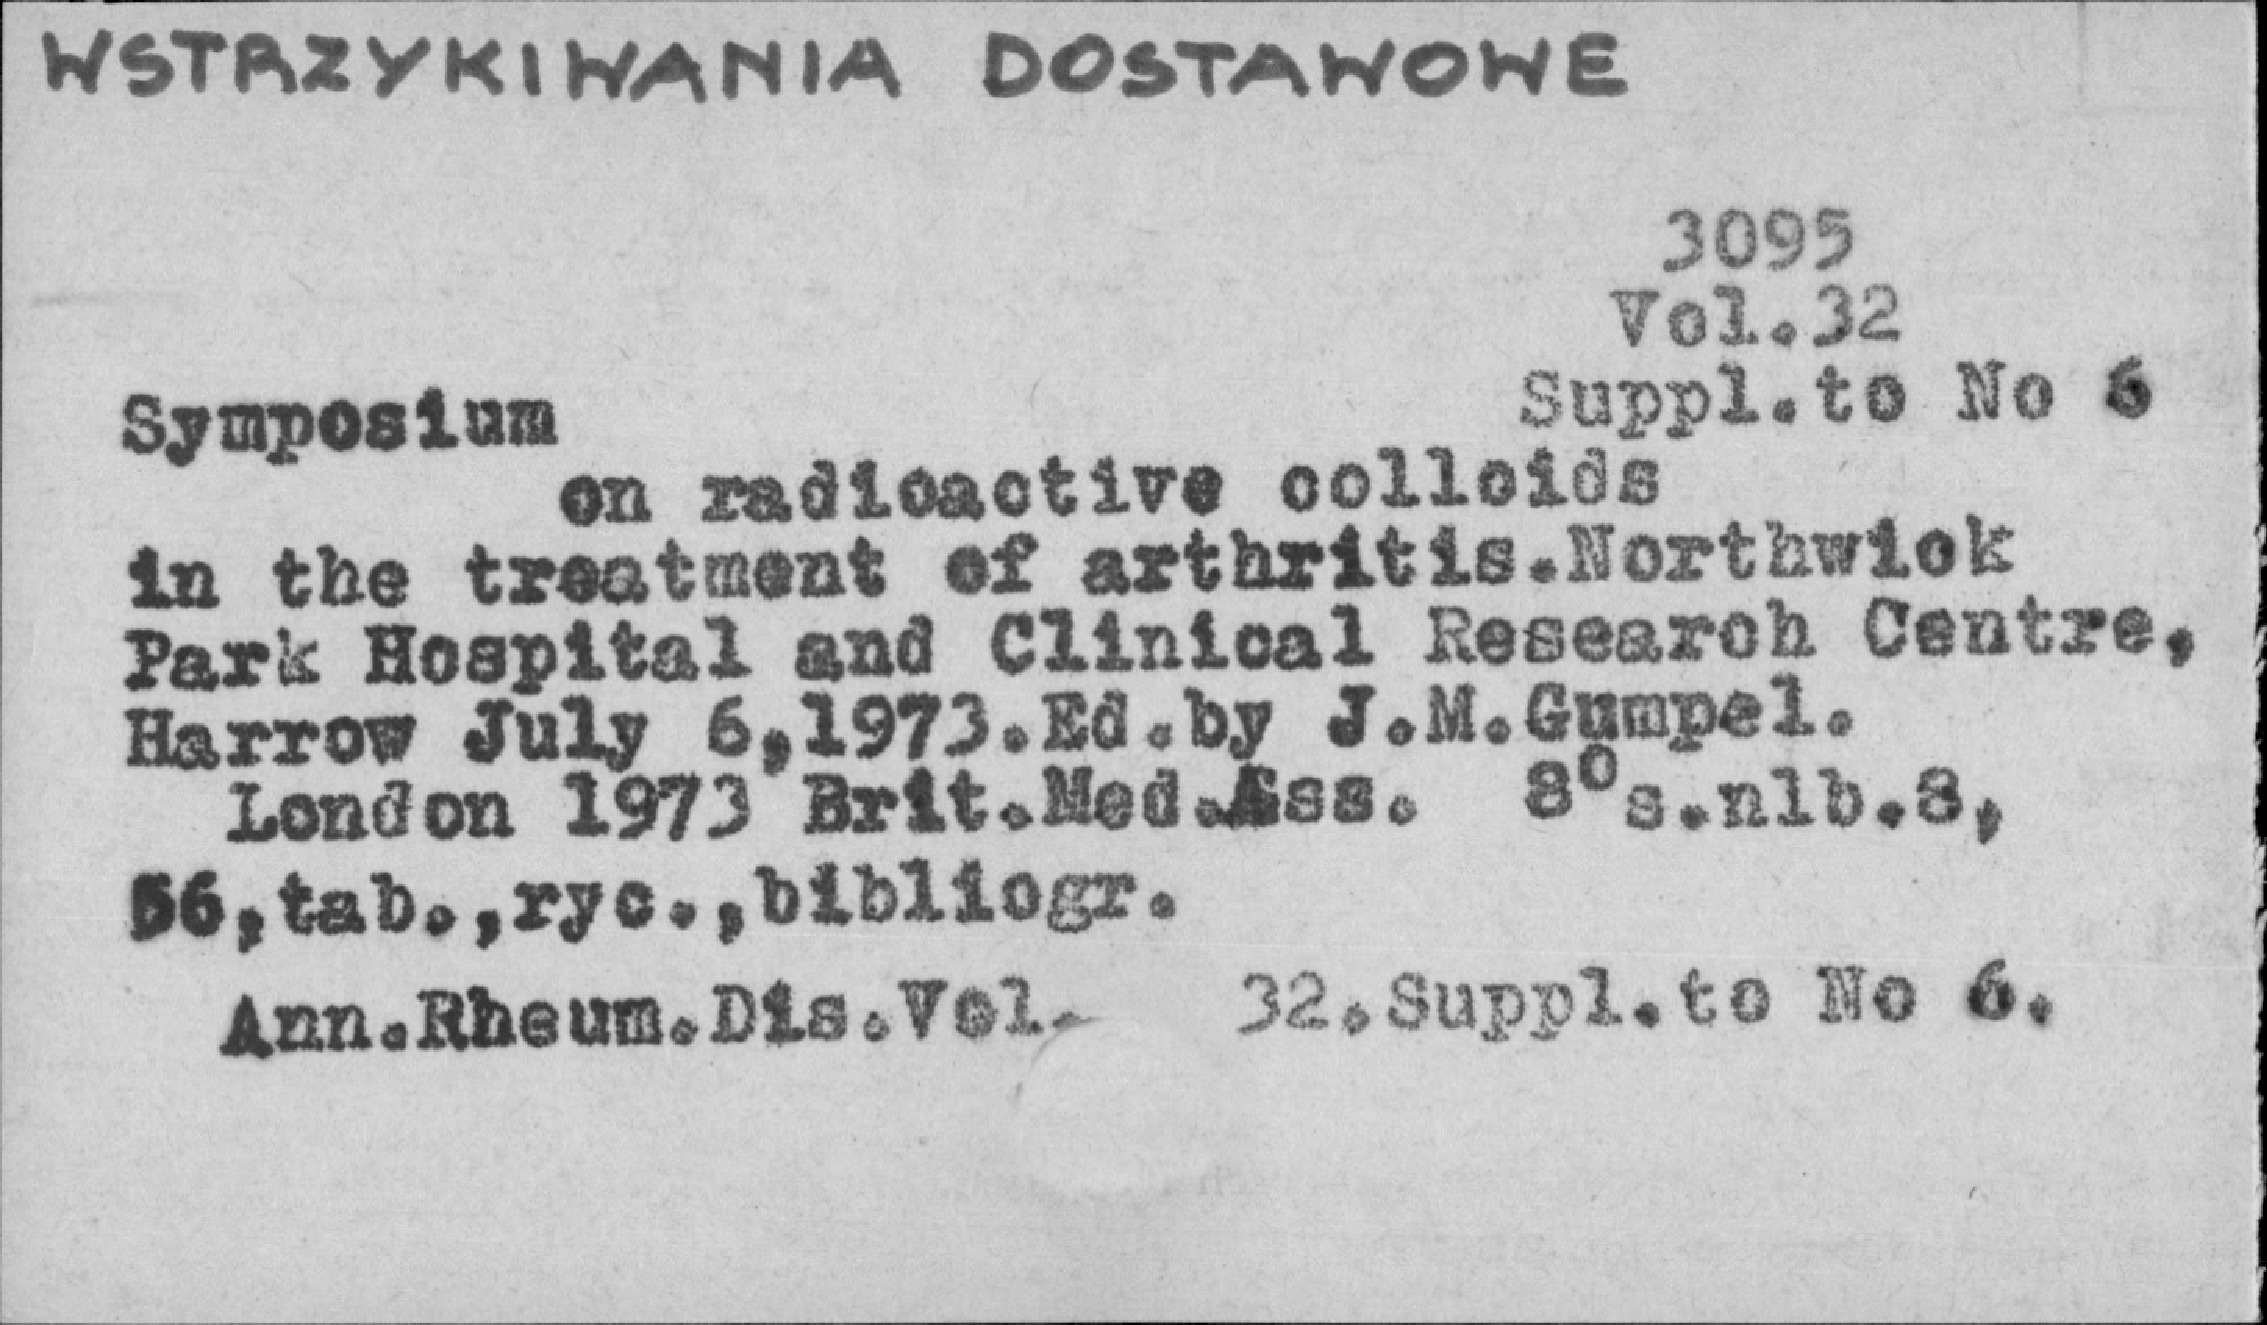 WSTRZYKIWANIA DOSTAWOWE
3095
Vol.32
Suppl.to No 6
Symposium
on radioactive colloids
in the treatment of arthritis.Northwick
Park Hospital and Clinical Research Centre,
Harrow July 6,1973.Ed.by J.M.Gumpel.
London 1973 Brit.Med.Ass. 8⁰s.nlb.8,
56,tab.,ryc.,bibliogr.
Ann.Rheum.Dis.Vol. 32.Suppl.to No 6.